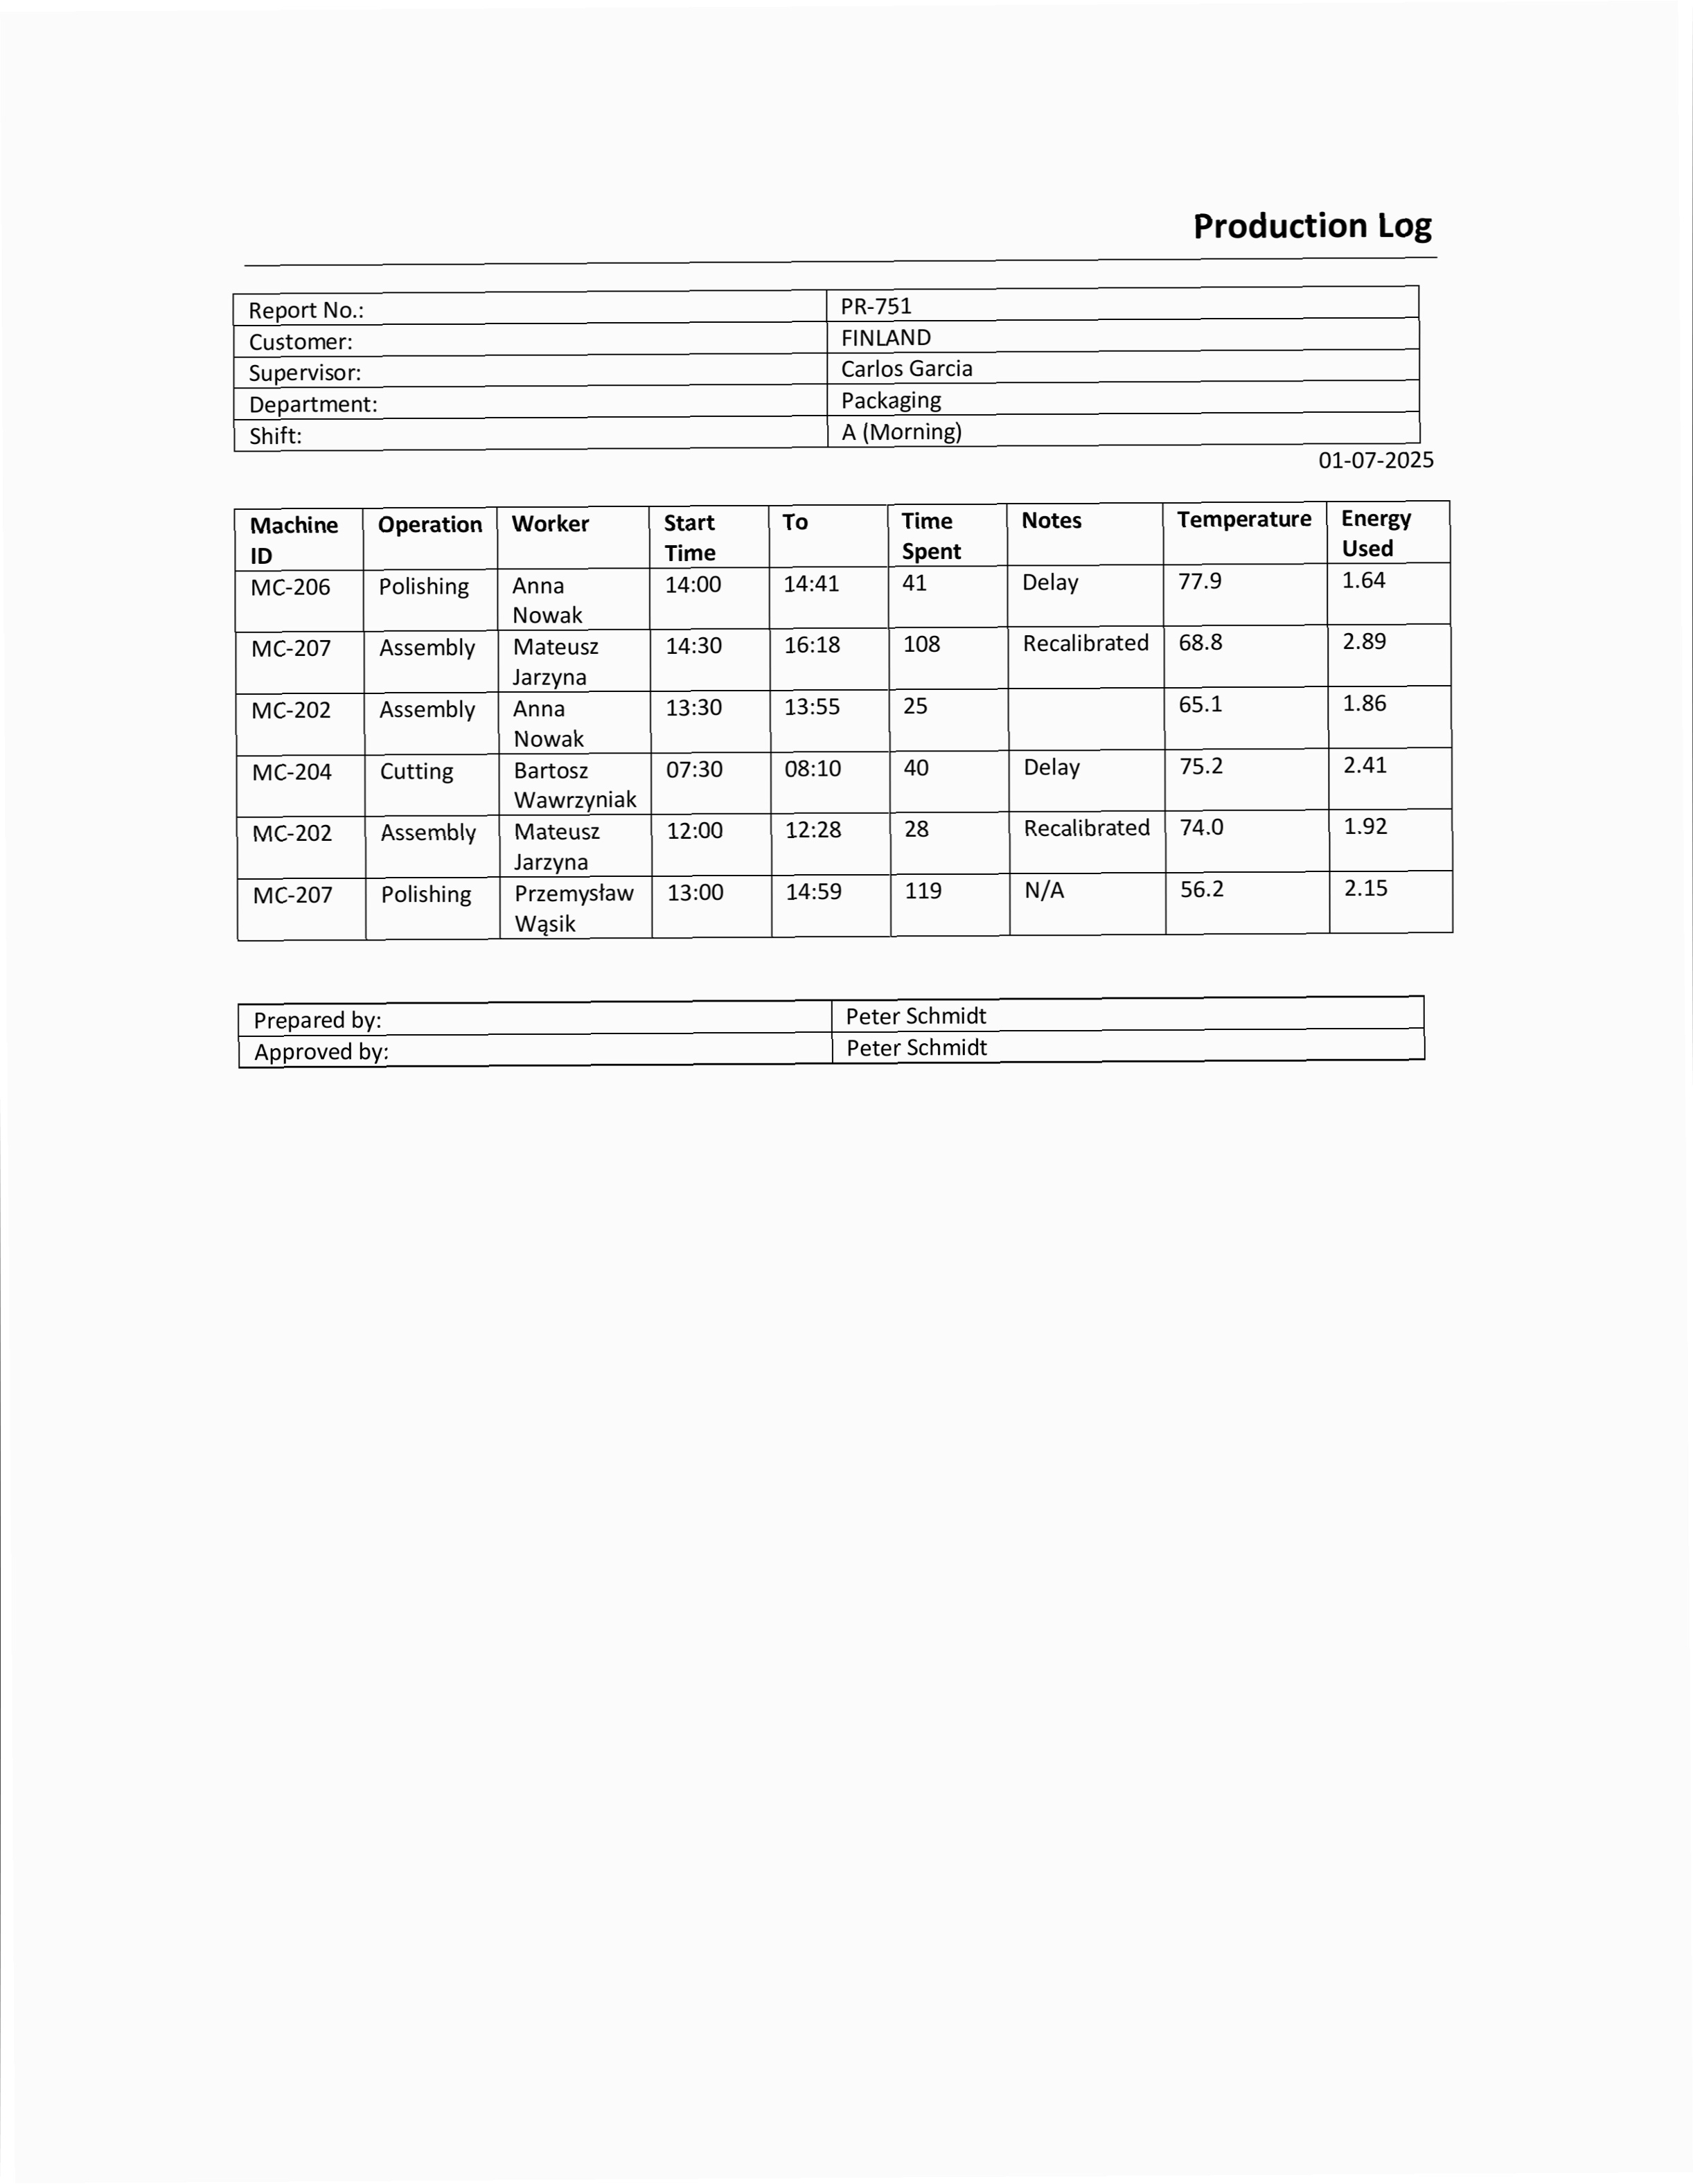 Production Log
Report No.: PR-751
Customer: FINLAND
Supervisor: Carlos Garcia
Department: Packaging
Shift: A (Morning)
01-07-2025
Machine ID Operation Worker Start Time To Time Spent Notes Temperature Energy Used
MC-206 Polishing Anna Nowak 14:00 14:41 41 Delay 77.9 1.64
MC-207 Assembly Mateusz Jarzyna 14:30 16:18 108 Recalibrated 68.8 2.89
MC-202 Assembly Anna Nowak 13:30 13:55 25 65.1 1.86
MC-204 Cutting Bartosz Wawrzyniak 07:30 08:10 40 Delay 75.2 2.41
MC-202 Assembly Mateusz Jarzyna 12:00 12:28 28 Recalibrated 74.0 1.92
MC-207 Polishing Przemysław Wąsik 13:00 14:59 119 N/A 56.2 2.15
Prepared by: Peter Schmidt
Approved by: Peter Schmidt